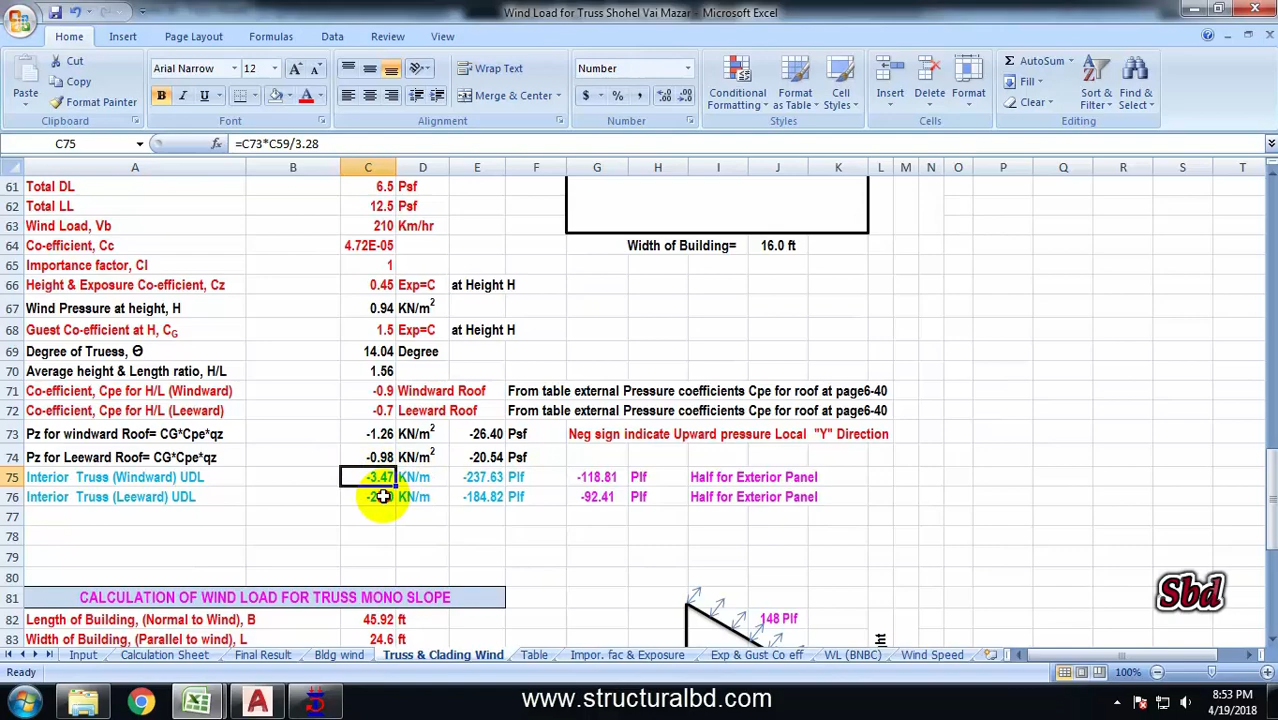 Wind Load for Truss Shohel Vai Mazar - Microsoft Excel
Home Insert Page Layout Formulas Data Review View
Paste Cut Copy Format Painter Clipboard
Arial Narrow 12 A A B I U A Font
Wrap Text Merge & Center Alignment
Number $ % , Number
Conditional Formatting Format as Table Cell Styles Styles
Insert Delete Format Cells
Σ AutoSum Fill Clear Sort & Filter Find & Select Editing
C75 fx =C73*C59/3.28
A B C D E F G H I J K L M N O P Q R S T
61 Total DL 6.5 Psf
62 Total LL 12.5 Psf
63 Wind Load, Vb 210 Km/hr
64 Co-efficient, Cc 4.72E-05 Width of Building= 16.0 ft
65 Importance factor, CI 1
66 Height & Exposure Co-efficient, Cz 0.45 Exp=C at Height H
67 Wind Pressure at height, H 0.94 KN/m2
68 Guest Co-efficient at H, CG 1.5 Exp=C at Height H
69 Degree of Truess, Θ 14.04 Degree
70 Average height & Length ratio, H/L 1.56
71 Co-efficient, Cpe for H/L (Windward) -0.9 Windward Roof From table external Pressure coefficients Cpe for roof at page6-40
72 Co-efficient, Cpe for H/L (Leeward) -0.7 Leeward Roof From table external Pressure coefficients Cpe for roof at page6-40
73 Pz for windward Roof= CG*Cpe*qz -1.26 KN/m2 -26.40 Psf Neg sign indicate Upward pressure Local "Y" Direction
74 Pz for Leeward Roof= CG*Cpe*qz -0.98 KN/m2 -20.54 Psf
75 Interior Truss (Windward) UDL -3.47 KN/m -237.63 Plf -118.81 Plf Half for Exterior Panel
76 Interior Truss (Leeward) UDL KN/m -184.82 Plf -92.41 Plf Half for Exterior Panel
77
78
79
80
81 CALCULATION OF WIND LOAD FOR TRUSS MONO SLOPE
82 Length of Building, (Normal to Wind), B 45.92 ft 148 Plf
83 Width of Building, (Parallel to wind), L 24.6 ft
Sbd
Input Calculation Sheet Final Result Bldg wind Truss & Clading Wind Table Impor. fac & Exposure Exp & Gust Co eff WL (BNBC) Wind Speed
Ready 100%
www.structuralbd.com
8:53 PM
4/19/2018